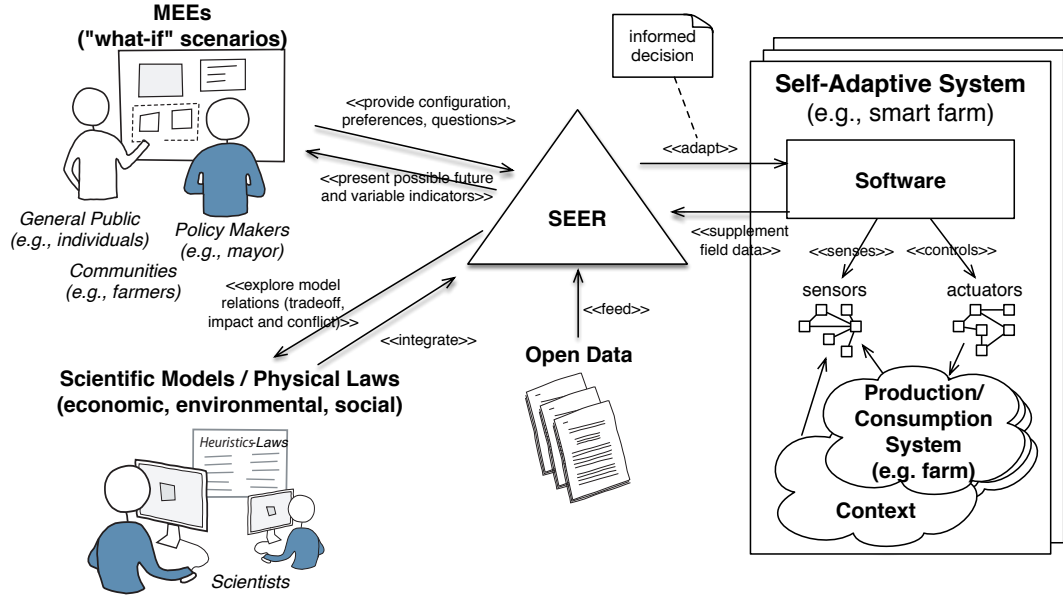 MEEs
("what-if" scenarios)
General Public
(e.g., individuals)
Policy Makers
(e.g., mayor)
Communities
(e.g., farmers)
<<provide configuration,
preferences, questions>>
<<present possible future
and variable indicators>>
SEER
informed
decision
<<adapt>>
<<supplement
field data>>
Self-Adaptive System
(e.g., smart farm)
Software
<<senses>>
<<controls>>
sensors
actuators
Production/
Consumption
System
(e.g. farm)
Context
<<explore model
relations (tradeoff,
impact and conflict)>>
<<integrate>>
<<feed>>
Open Data
Scientific Models / Physical Laws
(economic, environmental, social)
Heuristics-Laws
Scientists